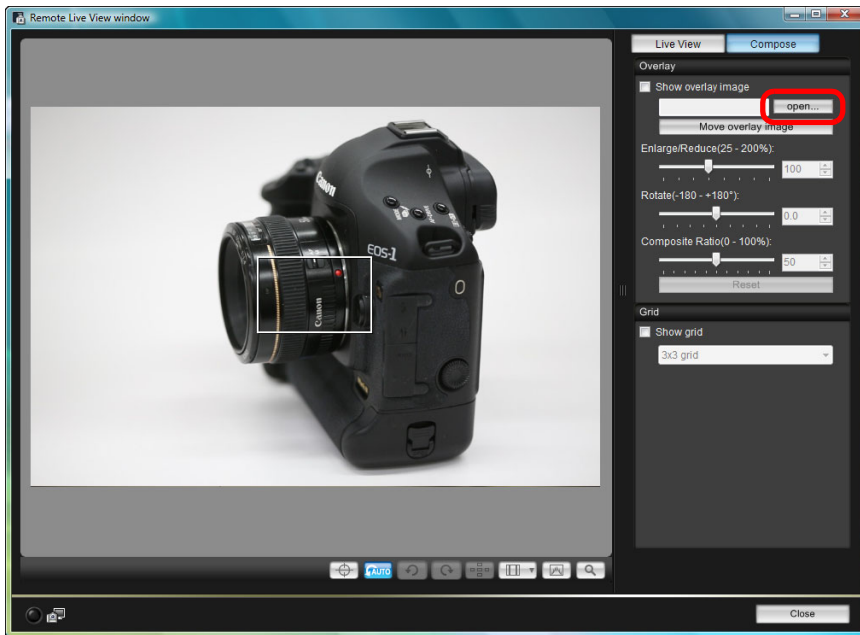 Remote Live View window
Live View
Compose
Overlay
Show overlay image
open...
Move overlay image
Enlarge/Reduce(25 - 200%):
100
Rotate(-180 - +180°):
0.0
Composite Ratio(0 - 100%):
50
Reset
Grid
Show grid
3x3 grid
Canon
EOS-1
Canon
AUTO
Close